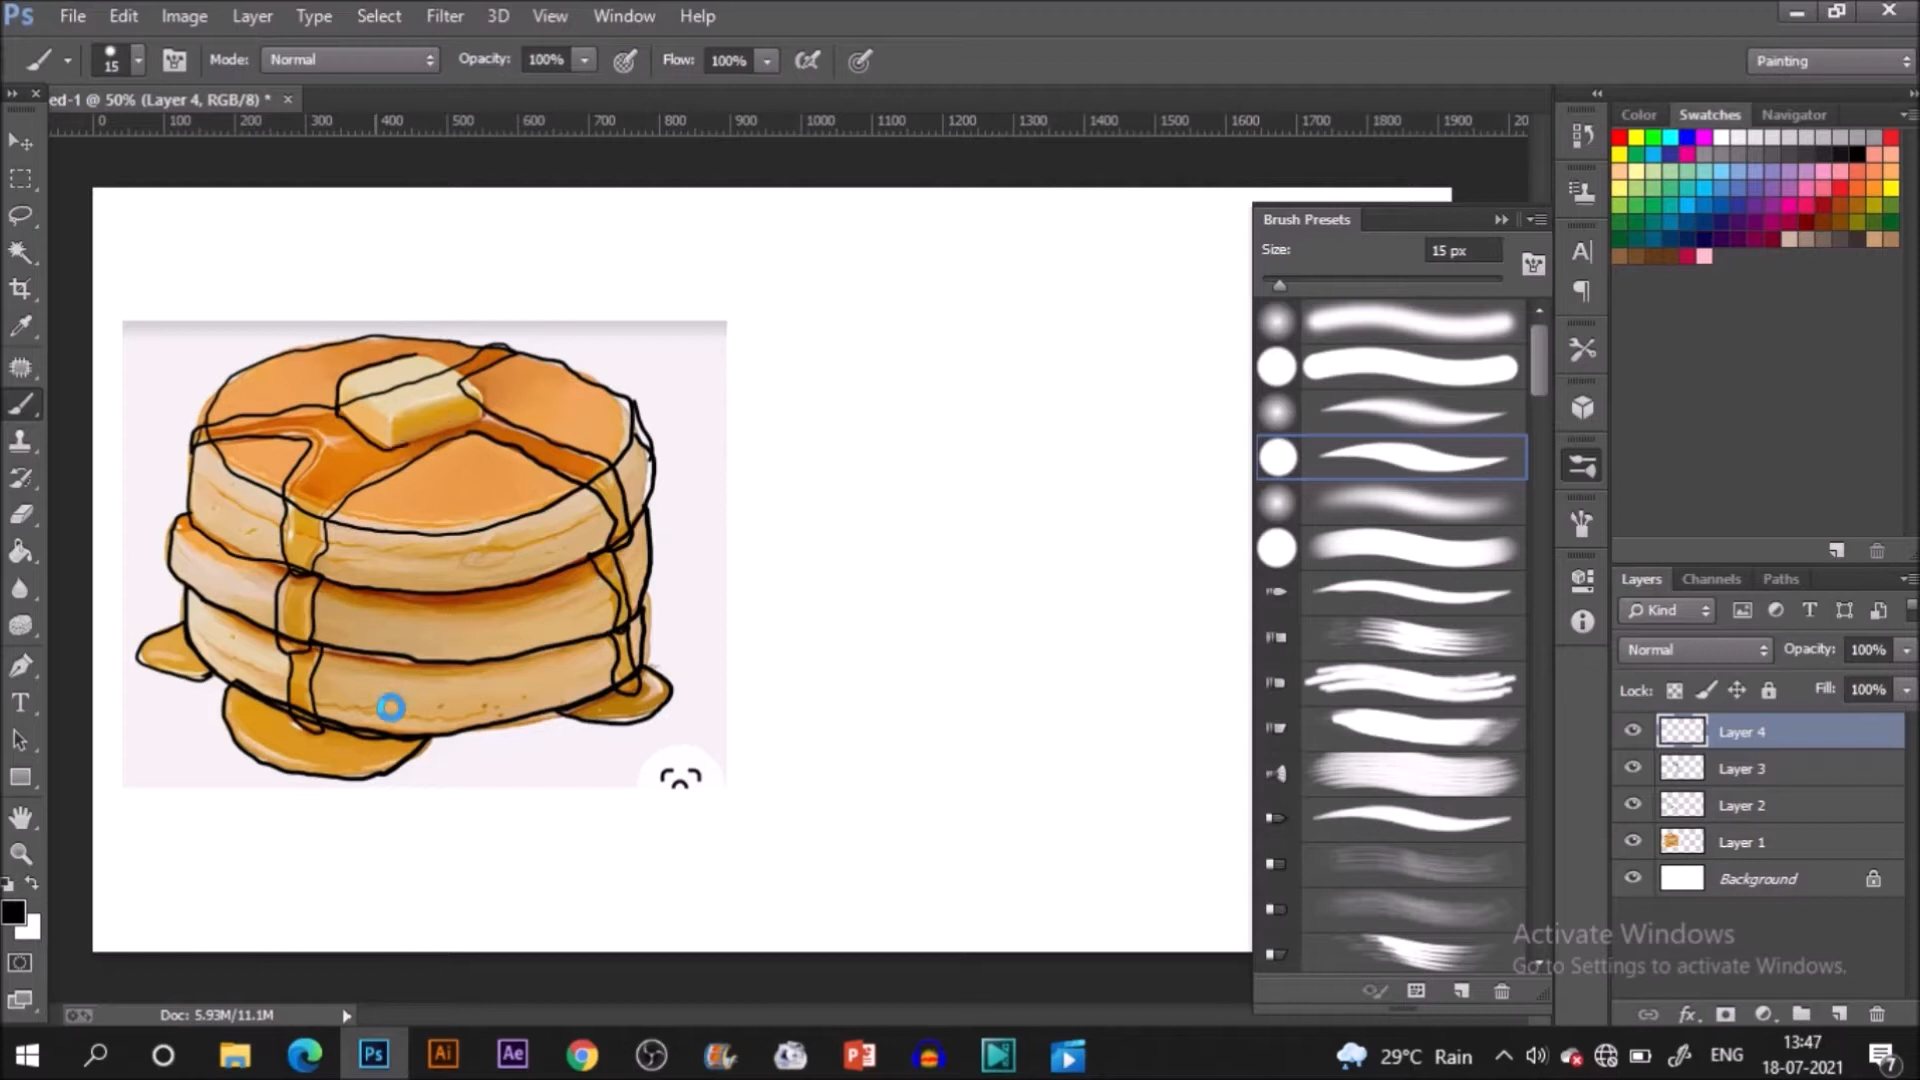 Ps File Edit Image Layer Type Select Filter 3D View Window Help
15 Mode: Normal Opacity: 100% Flow: 100% Painting
ed-1 @ 50% (Layer 4, RGB/8) * ×
0 100 200 300 400 500 600 700 800 900 1000 1100 1200 1300 1400 1500 1600 1700 1800 1900 20
Color Swatches Navigator
Brush Presets
Size: 15 px
Layers Channels Paths
Kind
Normal Opacity: 100%
Lock: Fill: 100%
Layer 4
Layer 3
Layer 2
Layer 1
Background
Activate Windows
Go to Settings to activate Windows.
Doc: 5.93M/11.1M
Ps Ai Ae 29°C Rain ENG 13:47
18-07-2021 7